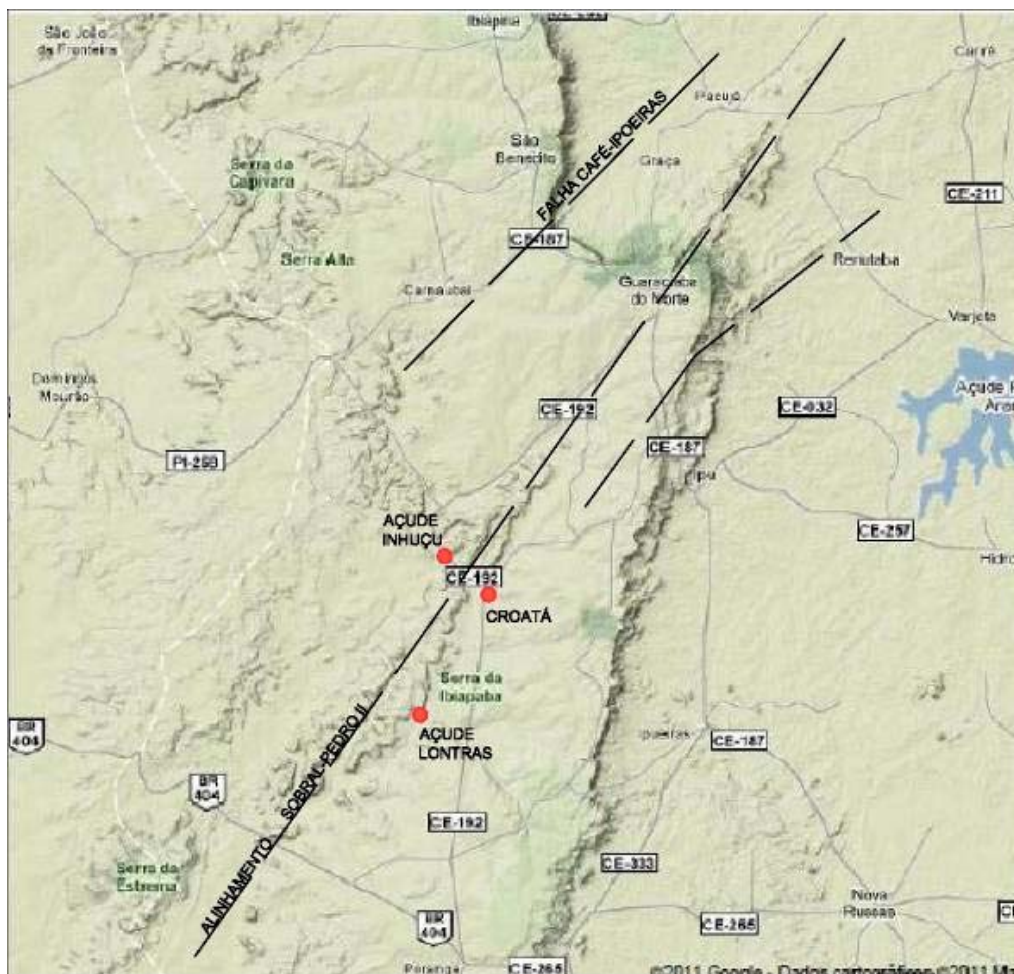 São João
da Fronteira
Ibiapina
Cariré
Pacujá
FALHA CAFÉ-IPOEIRAS
São
Benedito
Graça
Serra da
Capivara
CE-211
CE-187
Serra Alta
Reriutaba
Carnaubal
Guaraciaba
do Norte
Varjota
Domingos
Mourão
CE-192
CE-032
Açude
CE-187
PI-258
Ipu
AÇUDE
INHUÇU
CE-257
CE-192
CROATÁ
Serra da
Ibiapaba
AÇUDE
LONTRAS
BR
404
Ipueiras
CE-187
ALINHAMENTO SOBRAL-PEDRO II
BR
404
CE-192
Serra da
Estrema
CE-333
Nova
Russas
BR
404
CE-265
Poranga
CE-265
©2011 Google - Dados cartográficos ©2011